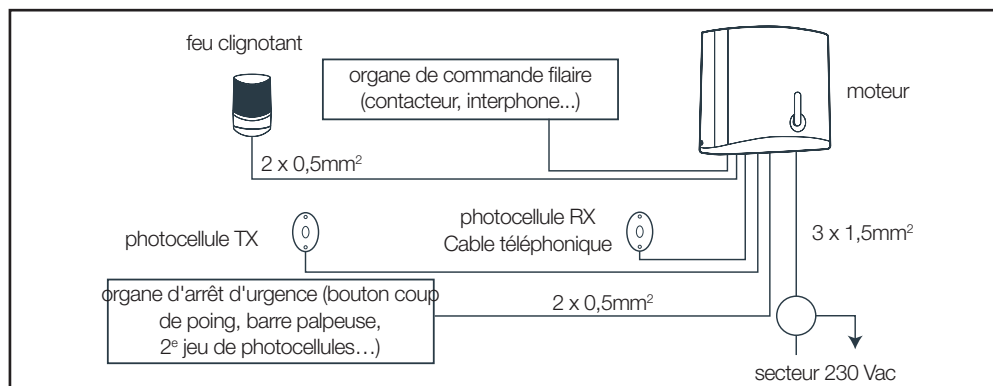 feu clignotant
organe de commande filaire
(contacteur, interphone...)
moteur
2 x 0,5mm²
photocellule TX
photocellule RX
Cable téléphonique
3 x 1,5mm²
organe d'arrêt d'urgence (bouton coup
de poing, barre palpeuse,
2ᵉ jeu de photocellules…)
2 x 0,5mm²
secteur 230 Vac